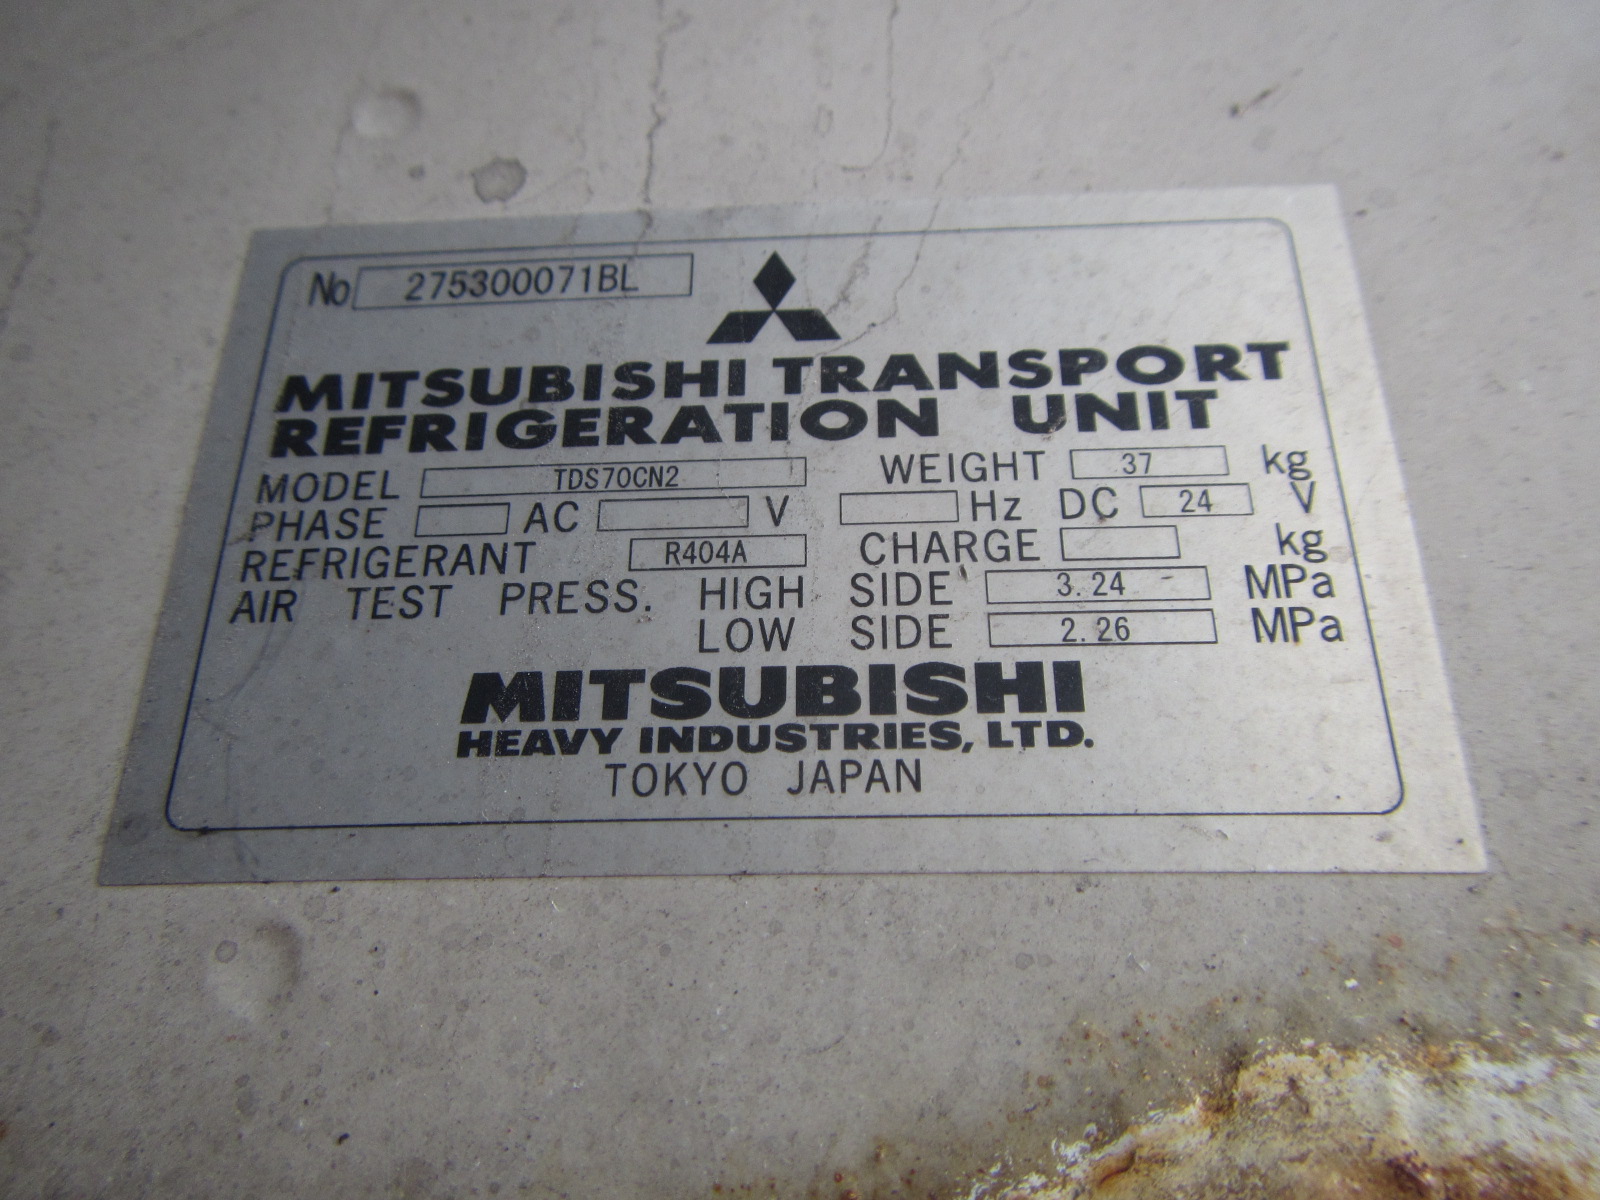 No 275300071BL
MITSUBISHI TRANSPORT
REFRIGERATION UNIT
MODEL TDS70CN2 WEIGHT 37 kg
PHASE AC V Hz DC 24 V
REFRIGERANT R404A CHARGE kg
AIR TEST PRESS. HIGH SIDE 3.24 MPa
LOW SIDE 2.26 MPa
MITSUBISHI
HEAVY INDUSTRIES, LTD.
TOKYO JAPAN